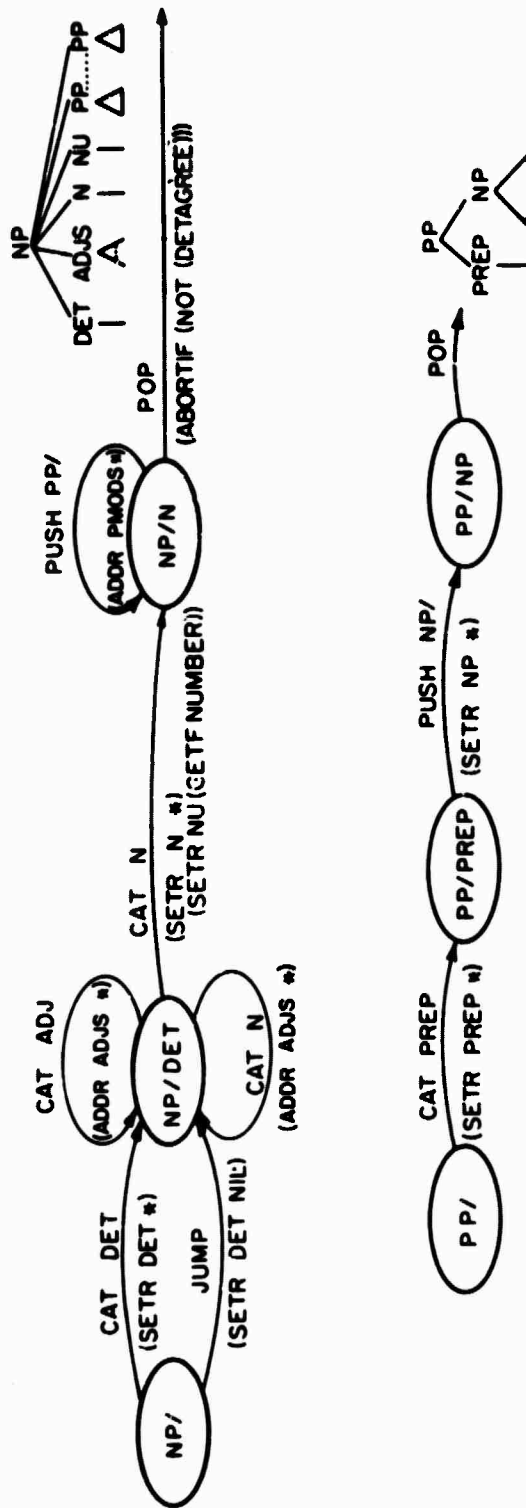 NP
DET ADJS N NU PP......PP
CAT ADJ
(ADDR ADJS *)
PUSH PP/
(ADDR PMODS *)
CAT DET
(SETR DET *)
CAT N
(SETR N *)
(SETR NU (GETF NUMBER))
POP
(ABORTIF (NOT (DETAGREE)))
NP/
NP/DET
NP/N
JUMP
(SETR DET NIL)
CAT N
(ADDR ADJS *)
PP
PREP NP
CAT PREP
(SETR PREP *)
PUSH NP/
(SETR NP *)
POP
PP/
PP/PREP
PP/NP